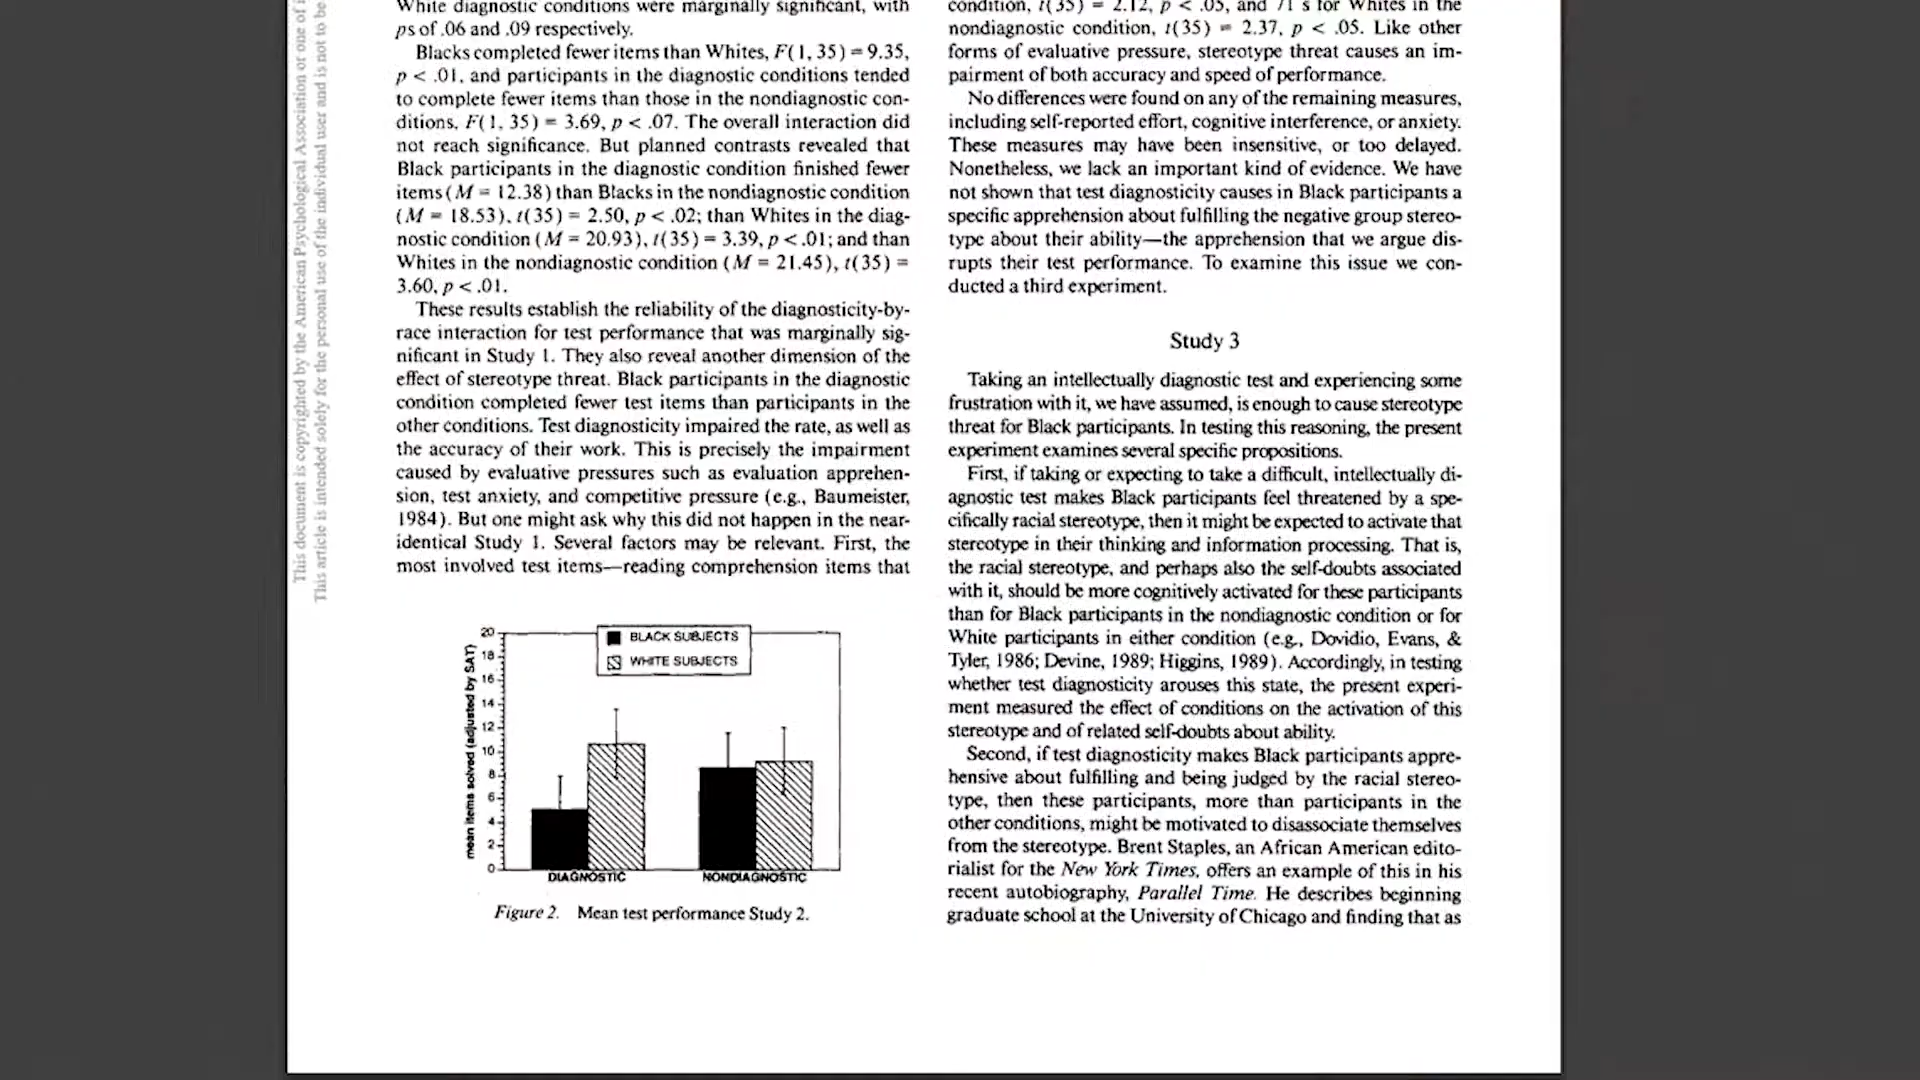 This document is copyrighted by the American Psychological Association or one of i
This article is intended solely for the personal use of the individual user and is not to be
White diagnostic conditions were marginally significant, with
ps of .06 and .09 respectively.
Blacks completed fewer items than Whites, F(1, 35) = 9.35,
p < .01, and participants in the diagnostic conditions tended
to complete fewer items than those in the nondiagnostic con-
ditions, F(1, 35) = 3.69, p < .07. The overall interaction did
not reach significance. But planned contrasts revealed that
Black participants in the diagnostic condition finished fewer
items (M = 12.38) than Blacks in the nondiagnostic condition
(M = 18.53), t(35) = 2.50, p < .02; than Whites in the diag-
nostic condition (M = 20.93), t(35) = 3.39, p < .01; and than
Whites in the nondiagnostic condition (M = 21.45), t(35) =
3.60, p < .01.
These results establish the reliability of the diagnosticity-by-
race interaction for test performance that was marginally sig-
nificant in Study 1. They also reveal another dimension of the
effect of stereotype threat. Black participants in the diagnostic
condition completed fewer test items than participants in the
other conditions. Test diagnosticity impaired the rate, as well as
the accuracy of their work. This is precisely the impairment
caused by evaluative pressures such as evaluation apprehen-
sion, test anxiety, and competitive pressure (e.g., Baumeister,
1984). But one might ask why this did not happen in the near-
identical Study 1. Several factors may be relevant. First, the
most involved test items—reading comprehension items that
mean items solved (adjusted by SAT)
20
18
16
14
12
10
8
6
4
2
0
BLACK SUBJECTS
WHITE SUBJECTS
DIAGNOSTIC NONDIAGNOSTIC
Figure 2. Mean test performance Study 2.
condition, t(35) = 2.12, p < .05, and 71 s for Whites in the
nondiagnostic condition, t(35) = 2.37, p < .05. Like other
forms of evaluative pressure, stereotype threat causes an im-
pairment of both accuracy and speed of performance.
No differences were found on any of the remaining measures,
including self-reported effort, cognitive interference, or anxiety.
These measures may have been insensitive, or too delayed.
Nonetheless, we lack an important kind of evidence. We have
not shown that test diagnosticity causes in Black participants a
specific apprehension about fulfilling the negative group stereo-
type about their ability—the apprehension that we argue dis-
rupts their test performance. To examine this issue we con-
ducted a third experiment.
Study 3
Taking an intellectually diagnostic test and experiencing some
frustration with it, we have assumed, is enough to cause stereotype
threat for Black participants. In testing this reasoning, the present
experiment examines several specific propositions.
First, if taking or expecting to take a difficult, intellectually di-
agnostic test makes Black participants feel threatened by a spe-
cifically racial stereotype, then it might be expected to activate that
stereotype in their thinking and information processing. That is,
the racial stereotype, and perhaps also the self-doubts associated
with it, should be more cognitively activated for these participants
than for Black participants in the nondiagnostic condition or for
White participants in either condition (e.g., Dovidio, Evans, &
Tyler, 1986; Devine, 1989; Higgins, 1989). Accordingly, in testing
whether test diagnosticity arouses this state, the present experi-
ment measured the effect of conditions on the activation of this
stereotype and of related self-doubts about ability.
Second, if test diagnosticity makes Black participants appre-
hensive about fulfilling and being judged by the racial stereo-
type, then these participants, more than participants in the
other conditions, might be motivated to disassociate themselves
from the stereotype. Brent Staples, an African American edito-
rialist for the New York Times, offers an example of this in his
recent autobiography, Parallel Time. He describes beginning
graduate school at the University of Chicago and finding that as